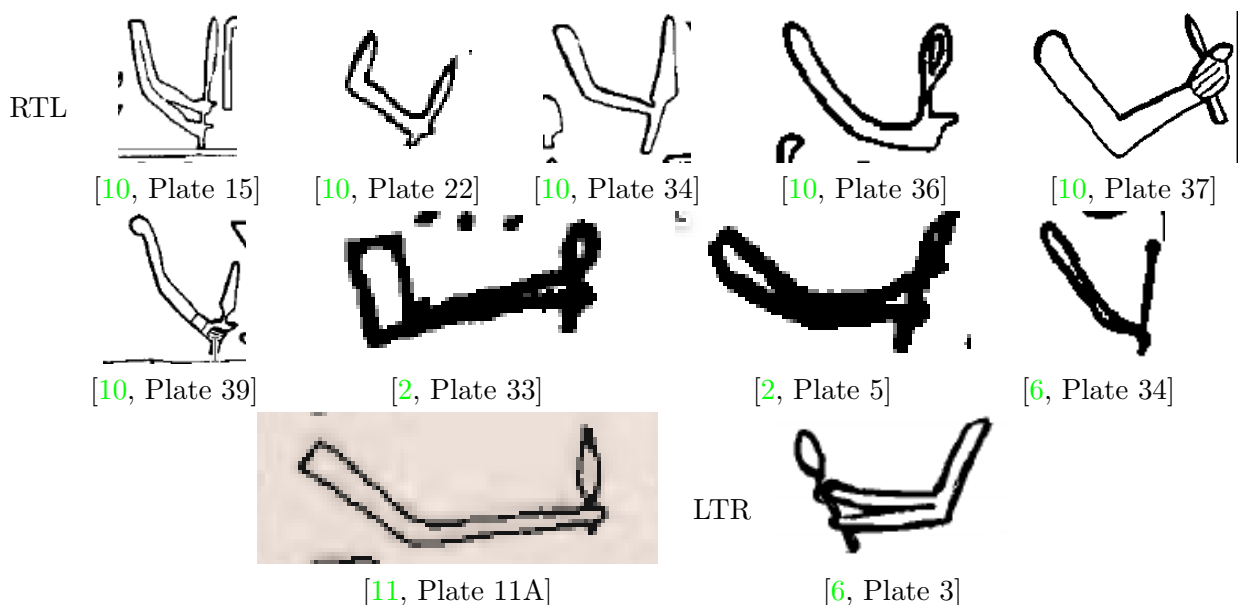 RTL
[10, Plate 15] [10, Plate 22] [10, Plate 34] [10, Plate 36] [10, Plate 37]
[10, Plate 39] [2, Plate 33] [2, Plate 5] [6, Plate 34]
LTR
[11, Plate 11A] [6, Plate 3]